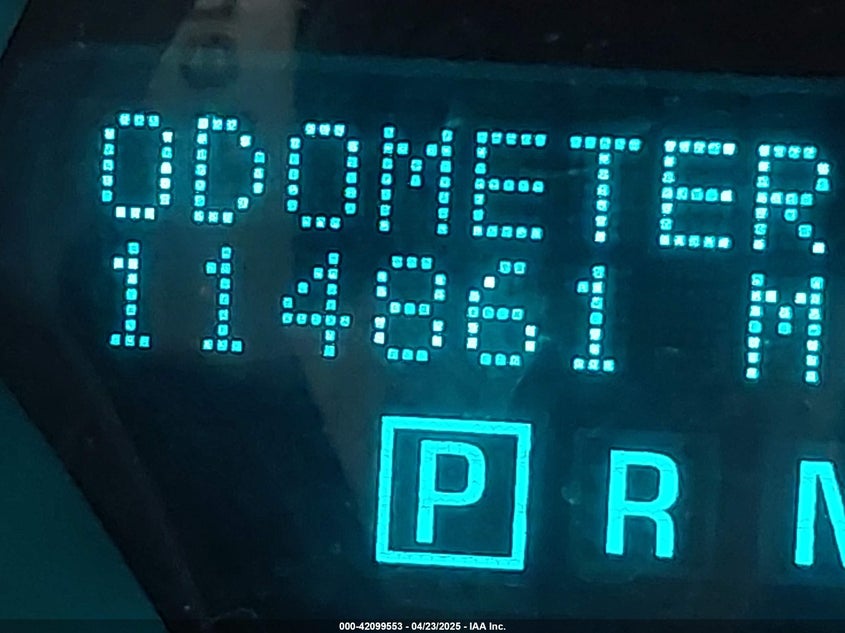 ODOMETER
114861 M
P R N
000-42099553 - 04/23/2025 - IAA Inc.